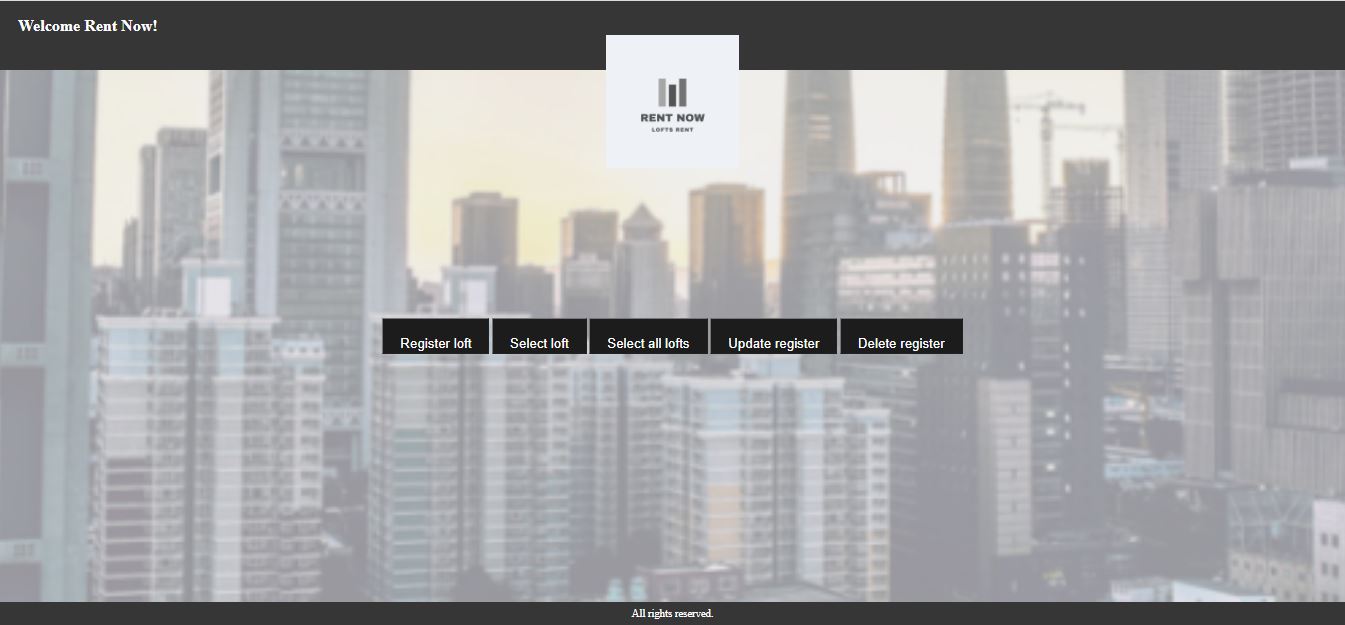 Welcome Rent Now!
RENT NOW
LOFTS RENT
Register loft
Select loft
Select all lofts
Update register
Delete register
All rights reserved.